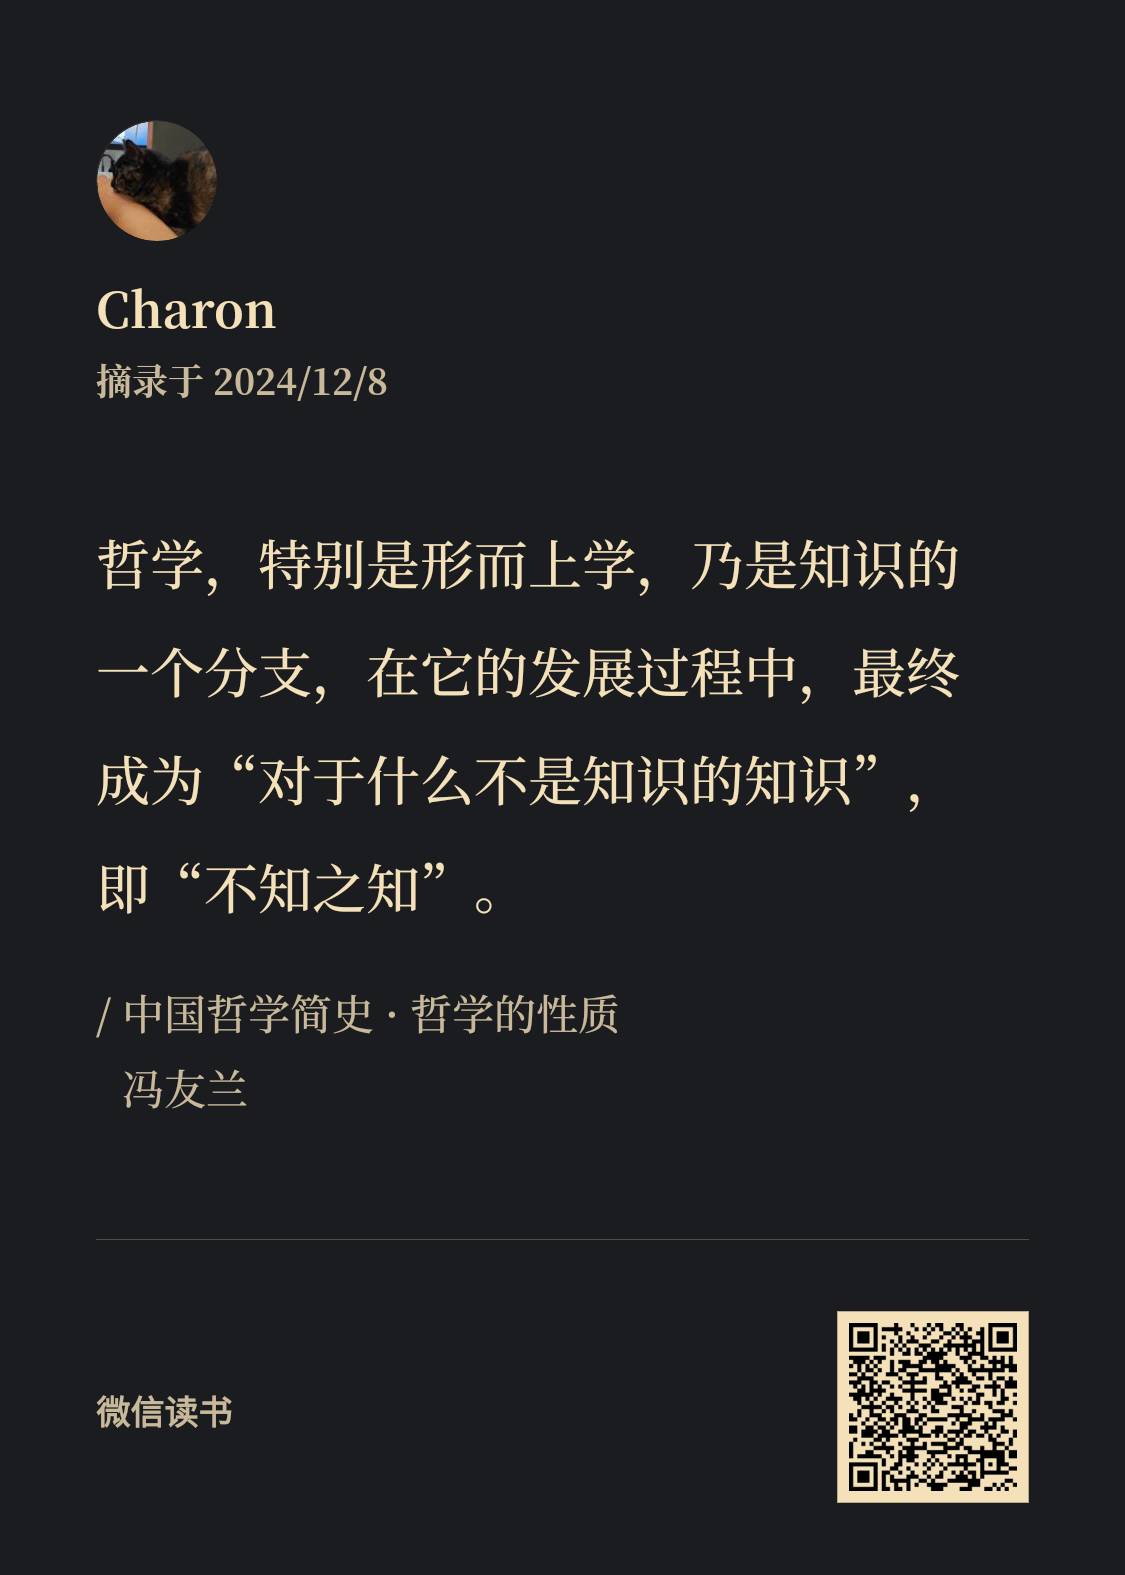 Charon
摘录于 2024/12/8
哲学，特别是形而上学，乃是知识的
一个分支，在它的发展过程中，最终
成为“对于什么不是知识的知识”，
即“不知之知”。
/ 中国哲学简史 · 哲学的性质
冯友兰
微信读书